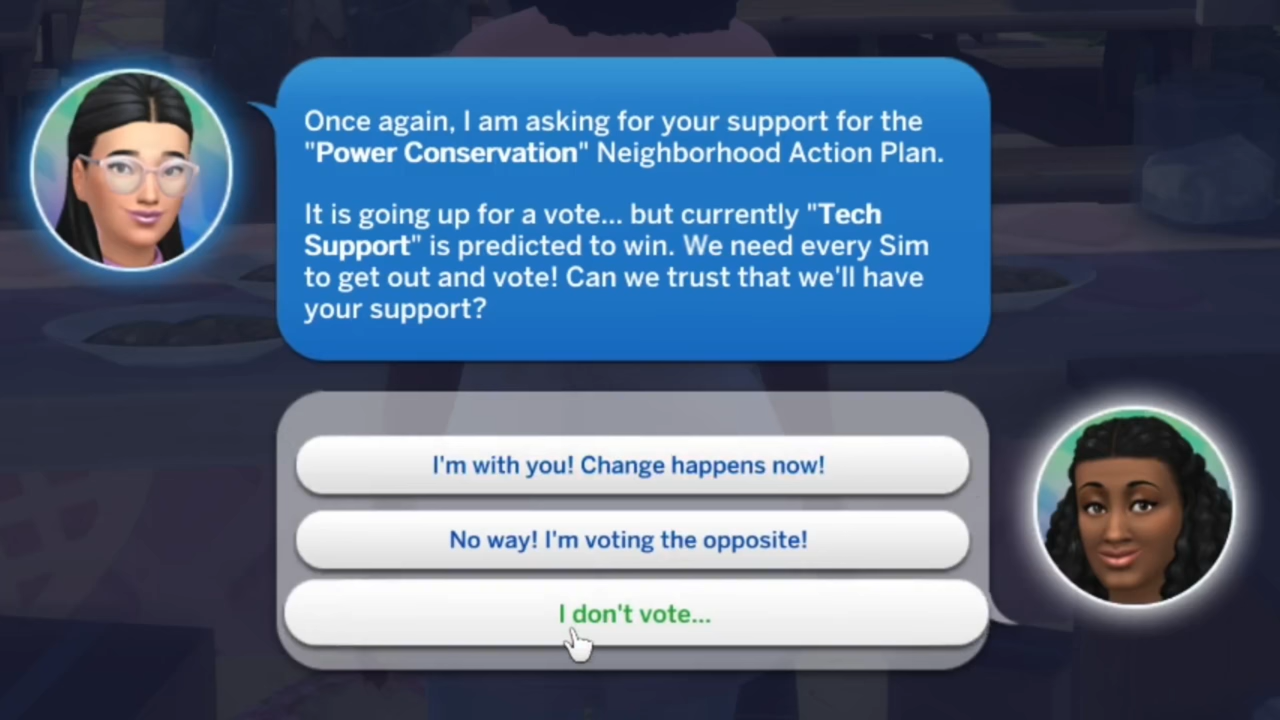 Once again, I am asking for your support for the
"Power Conservation" Neighborhood Action Plan.
It is going up for a vote... but currently "Tech
Support" is predicted to win. We need every Sim
to get out and vote! Can we trust that we'll have
your support?
I'm with you! Change happens now!
No way! I'm voting the opposite!
I don't vote...